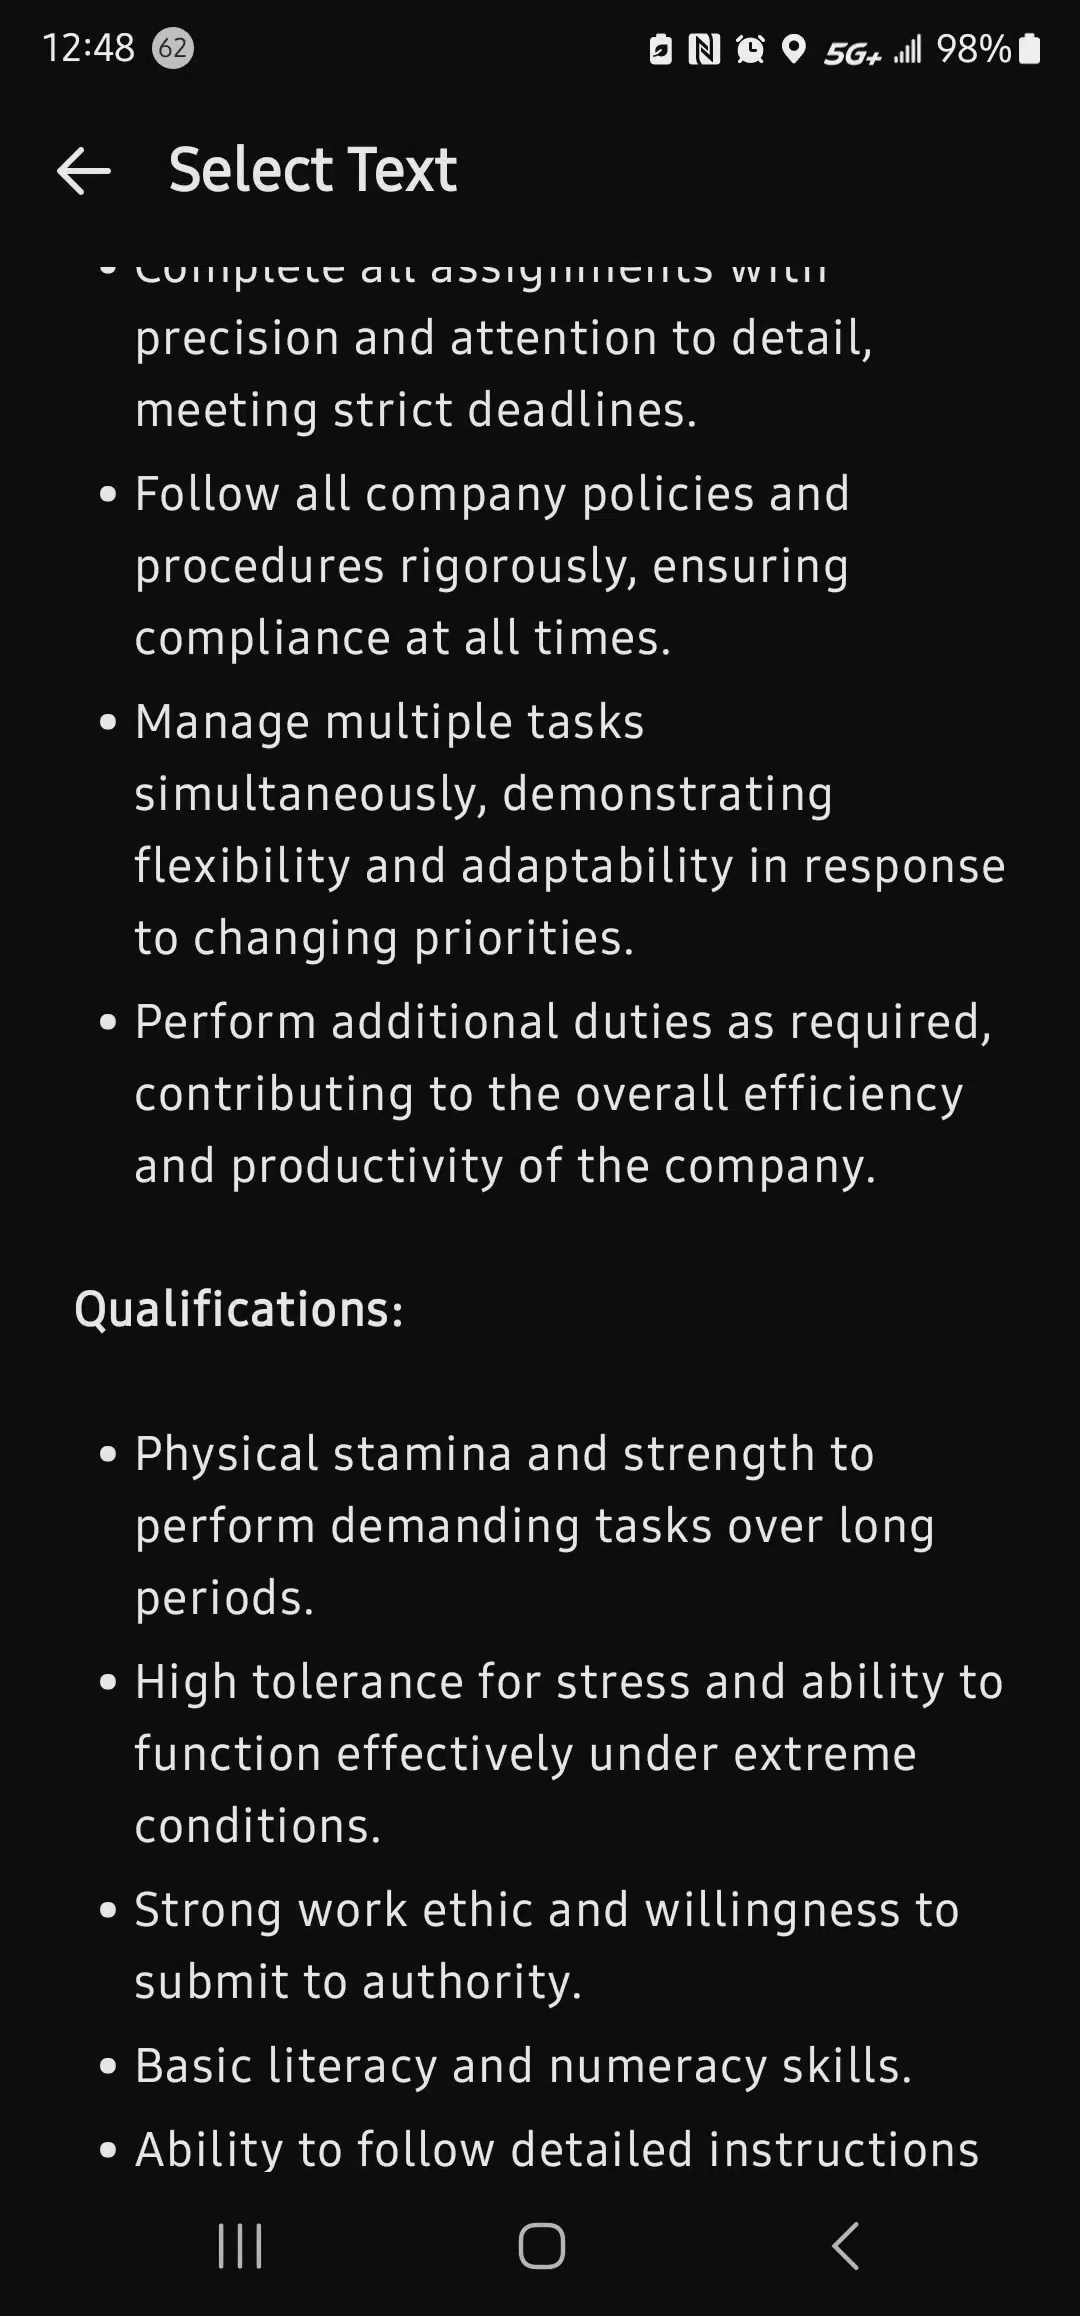 12:48 62 5G+ 98%
Select Text
• Complete all assignments with
precision and attention to detail,
meeting strict deadlines.
• Follow all company policies and
procedures rigorously, ensuring
compliance at all times.
• Manage multiple tasks
simultaneously, demonstrating
flexibility and adaptability in response
to changing priorities.
• Perform additional duties as required,
contributing to the overall efficiency
and productivity of the company.
Qualifications:
• Physical stamina and strength to
perform demanding tasks over long
periods.
• High tolerance for stress and ability to
function effectively under extreme
conditions.
• Strong work ethic and willingness to
submit to authority.
• Basic literacy and numeracy skills.
• Ability to follow detailed instructions